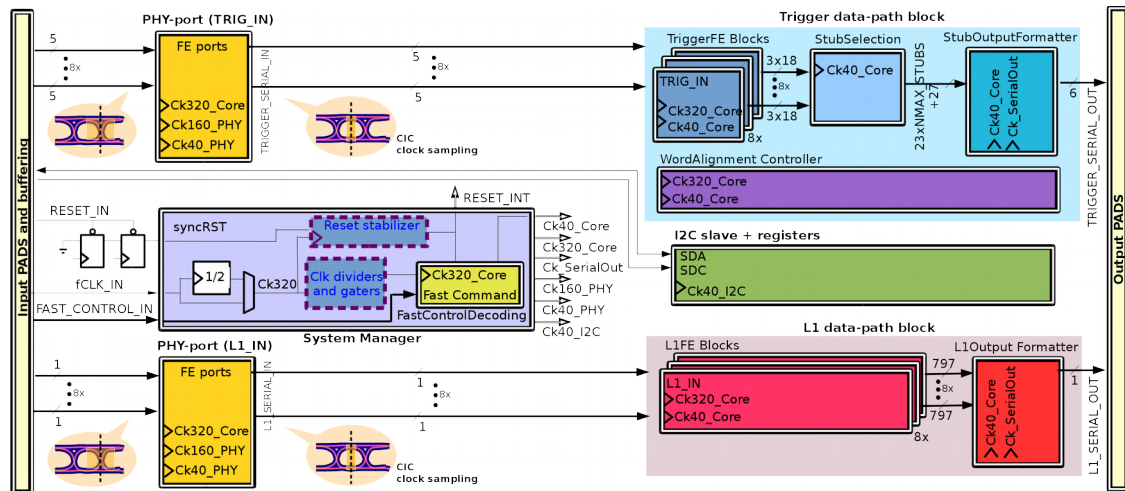 PHY-port (TRIG_IN)
Trigger data-path block
Input PADS and buffering
5
8x
5
FE ports
Ck320_Core
Ck160_PHY
Ck40_PHY
TRIGGER_SERIAL_IN
5
8x
5
CIC
clock sampling
TriggerFE Blocks
TRIG_IN
Ck320_Core
Ck40_Core
8x
3x18
8x
3x18
StubSelection
Ck40_Core
23xNMAX_STUBS
+27
StubOutputFormatter
Ck40_Core
Ck_SerialOut
6
TRIGGER_SERIAL_OUT
Output PADS
WordAlignment Controller
Ck320_Core
Ck40_Core
RESET_IN
fCLK_IN
FAST_CONTROL_IN
syncRST
Reset stabilizer
1/2
Ck320
Clk dividers
and gaters
Ck320_Core
Fast Command
FastControlDecoding
System Manager
RESET_INT
Ck40_Core
Ck320_Core
Ck_SerialOut
Ck160_PHY
Ck40_PHY
Ck40_I2C
I2C slave + registers
SDA
SDC
Ck40_I2C
PHY-port (L1_IN)
1
8x
1
FE ports
Ck320_Core
Ck160_PHY
Ck40_PHY
L1_SERIAL_IN
1
8x
1
CIC
clock sampling
L1 data-path block
L1FE Blocks
L1_IN
Ck320_Core
Ck40_Core
8x
797
8x
797
L1Output Formatter
Ck40_Core
Ck_SerialOut
1
L1_SERIAL_OUT